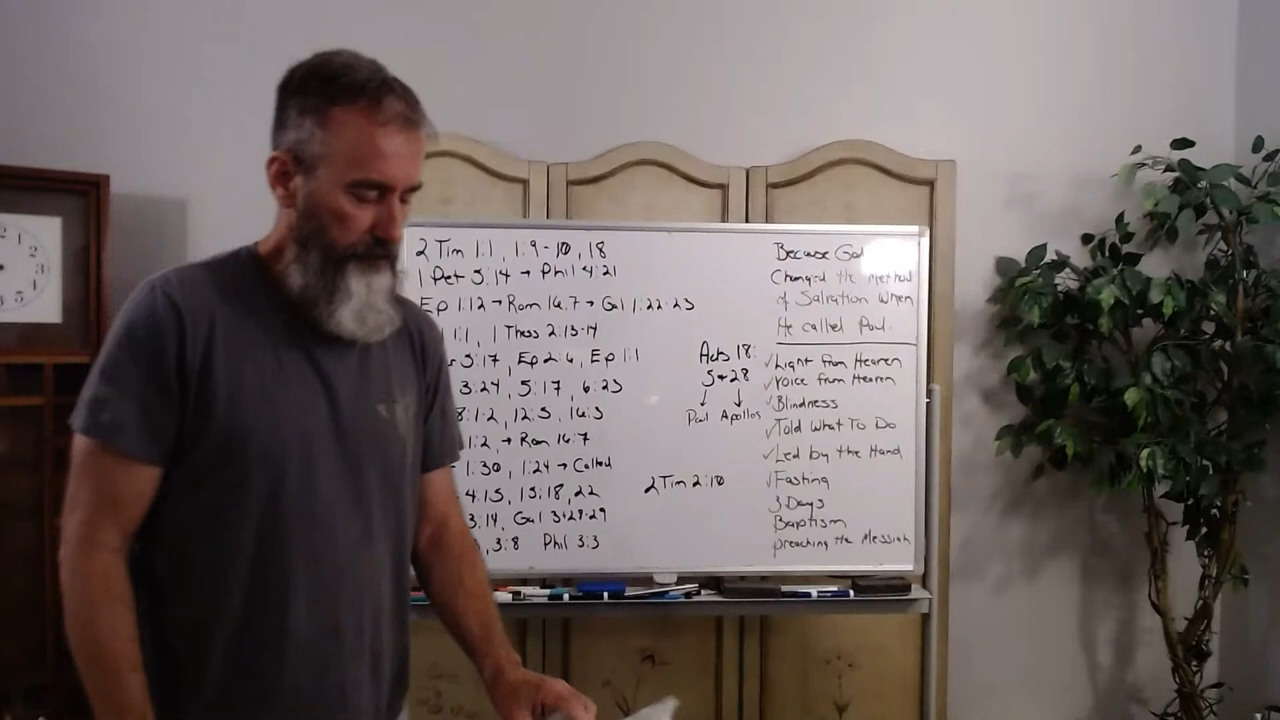 2 Tim 1:1, 1:9-10, 18
1 Pet 5:14 → Phil 4:21
Ep 1:12 → Rom 16:7 → Gal 1:22-23
1:1, 1 Thess 2:13-14
5:17, Ep 2:6, Ep 1:1
3:24, 5:17, 6:23
8:1-2, 12:5, 16:3
1:2, → Rom 16:7
1:30, 1:24 → Called
4:15, 15:18, 22
3:14, Gal 3:27-29
, 3:8 Phil 3:3
Acts 18:
5+28
↓ ↓
Paul Apollos
2 Tim 2:10
Because God
Changed the Method
of Salvation When
He called Paul.
✓Light from Heaven
✓Voice from Heaven
✓Blindness
✓Told What To Do
✓Led by the Hand
✓Fasting
3 Days
Baptism
preaching the Messiah
12
1
2
3
4
5